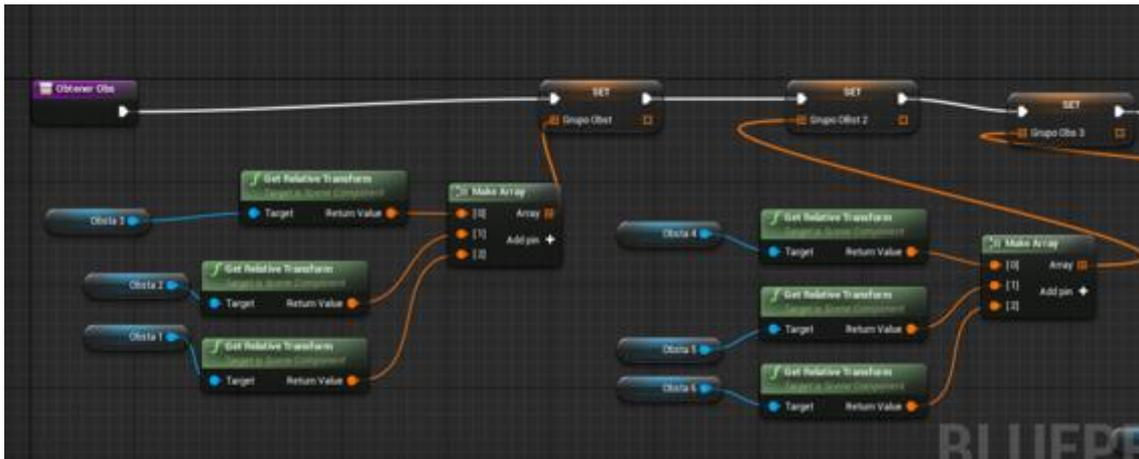 Obtener Obs
SET
Grupo Obst
SET
Grupo OBst 2
SET
Grupo Obs 3
Obsta 3
Get Relative Transform
Target is Scene Component
Target
Return Value
Make Array
[0]
Array
[1]
Add pin
[2]
Obsta 2
Get Relative Transform
Target is Scene Component
Target
Return Value
Obsta 1
Get Relative Transform
Target is Scene Component
Target
Return Value
Obsta 4
Get Relative Transform
Target is Scene Component
Target
Return Value
Make Array
[0]
Array
[1]
Add pin
[2]
Obsta 5
Get Relative Transform
Target is Scene Component
Target
Return Value
Obsta 6
Get Relative Transform
Target is Scene Component
Target
Return Value